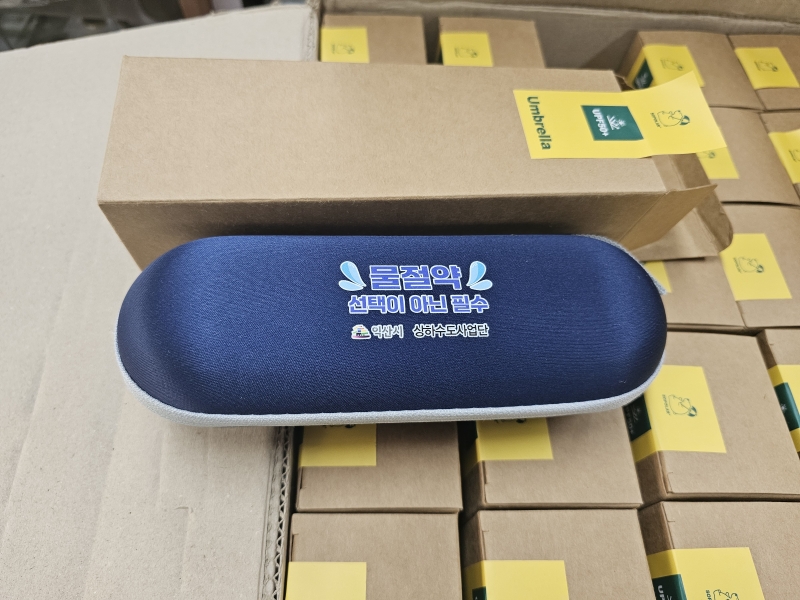 Umbrella
UPF50+
물절약
선택이 아닌 필수
익산시 상하수도사업단